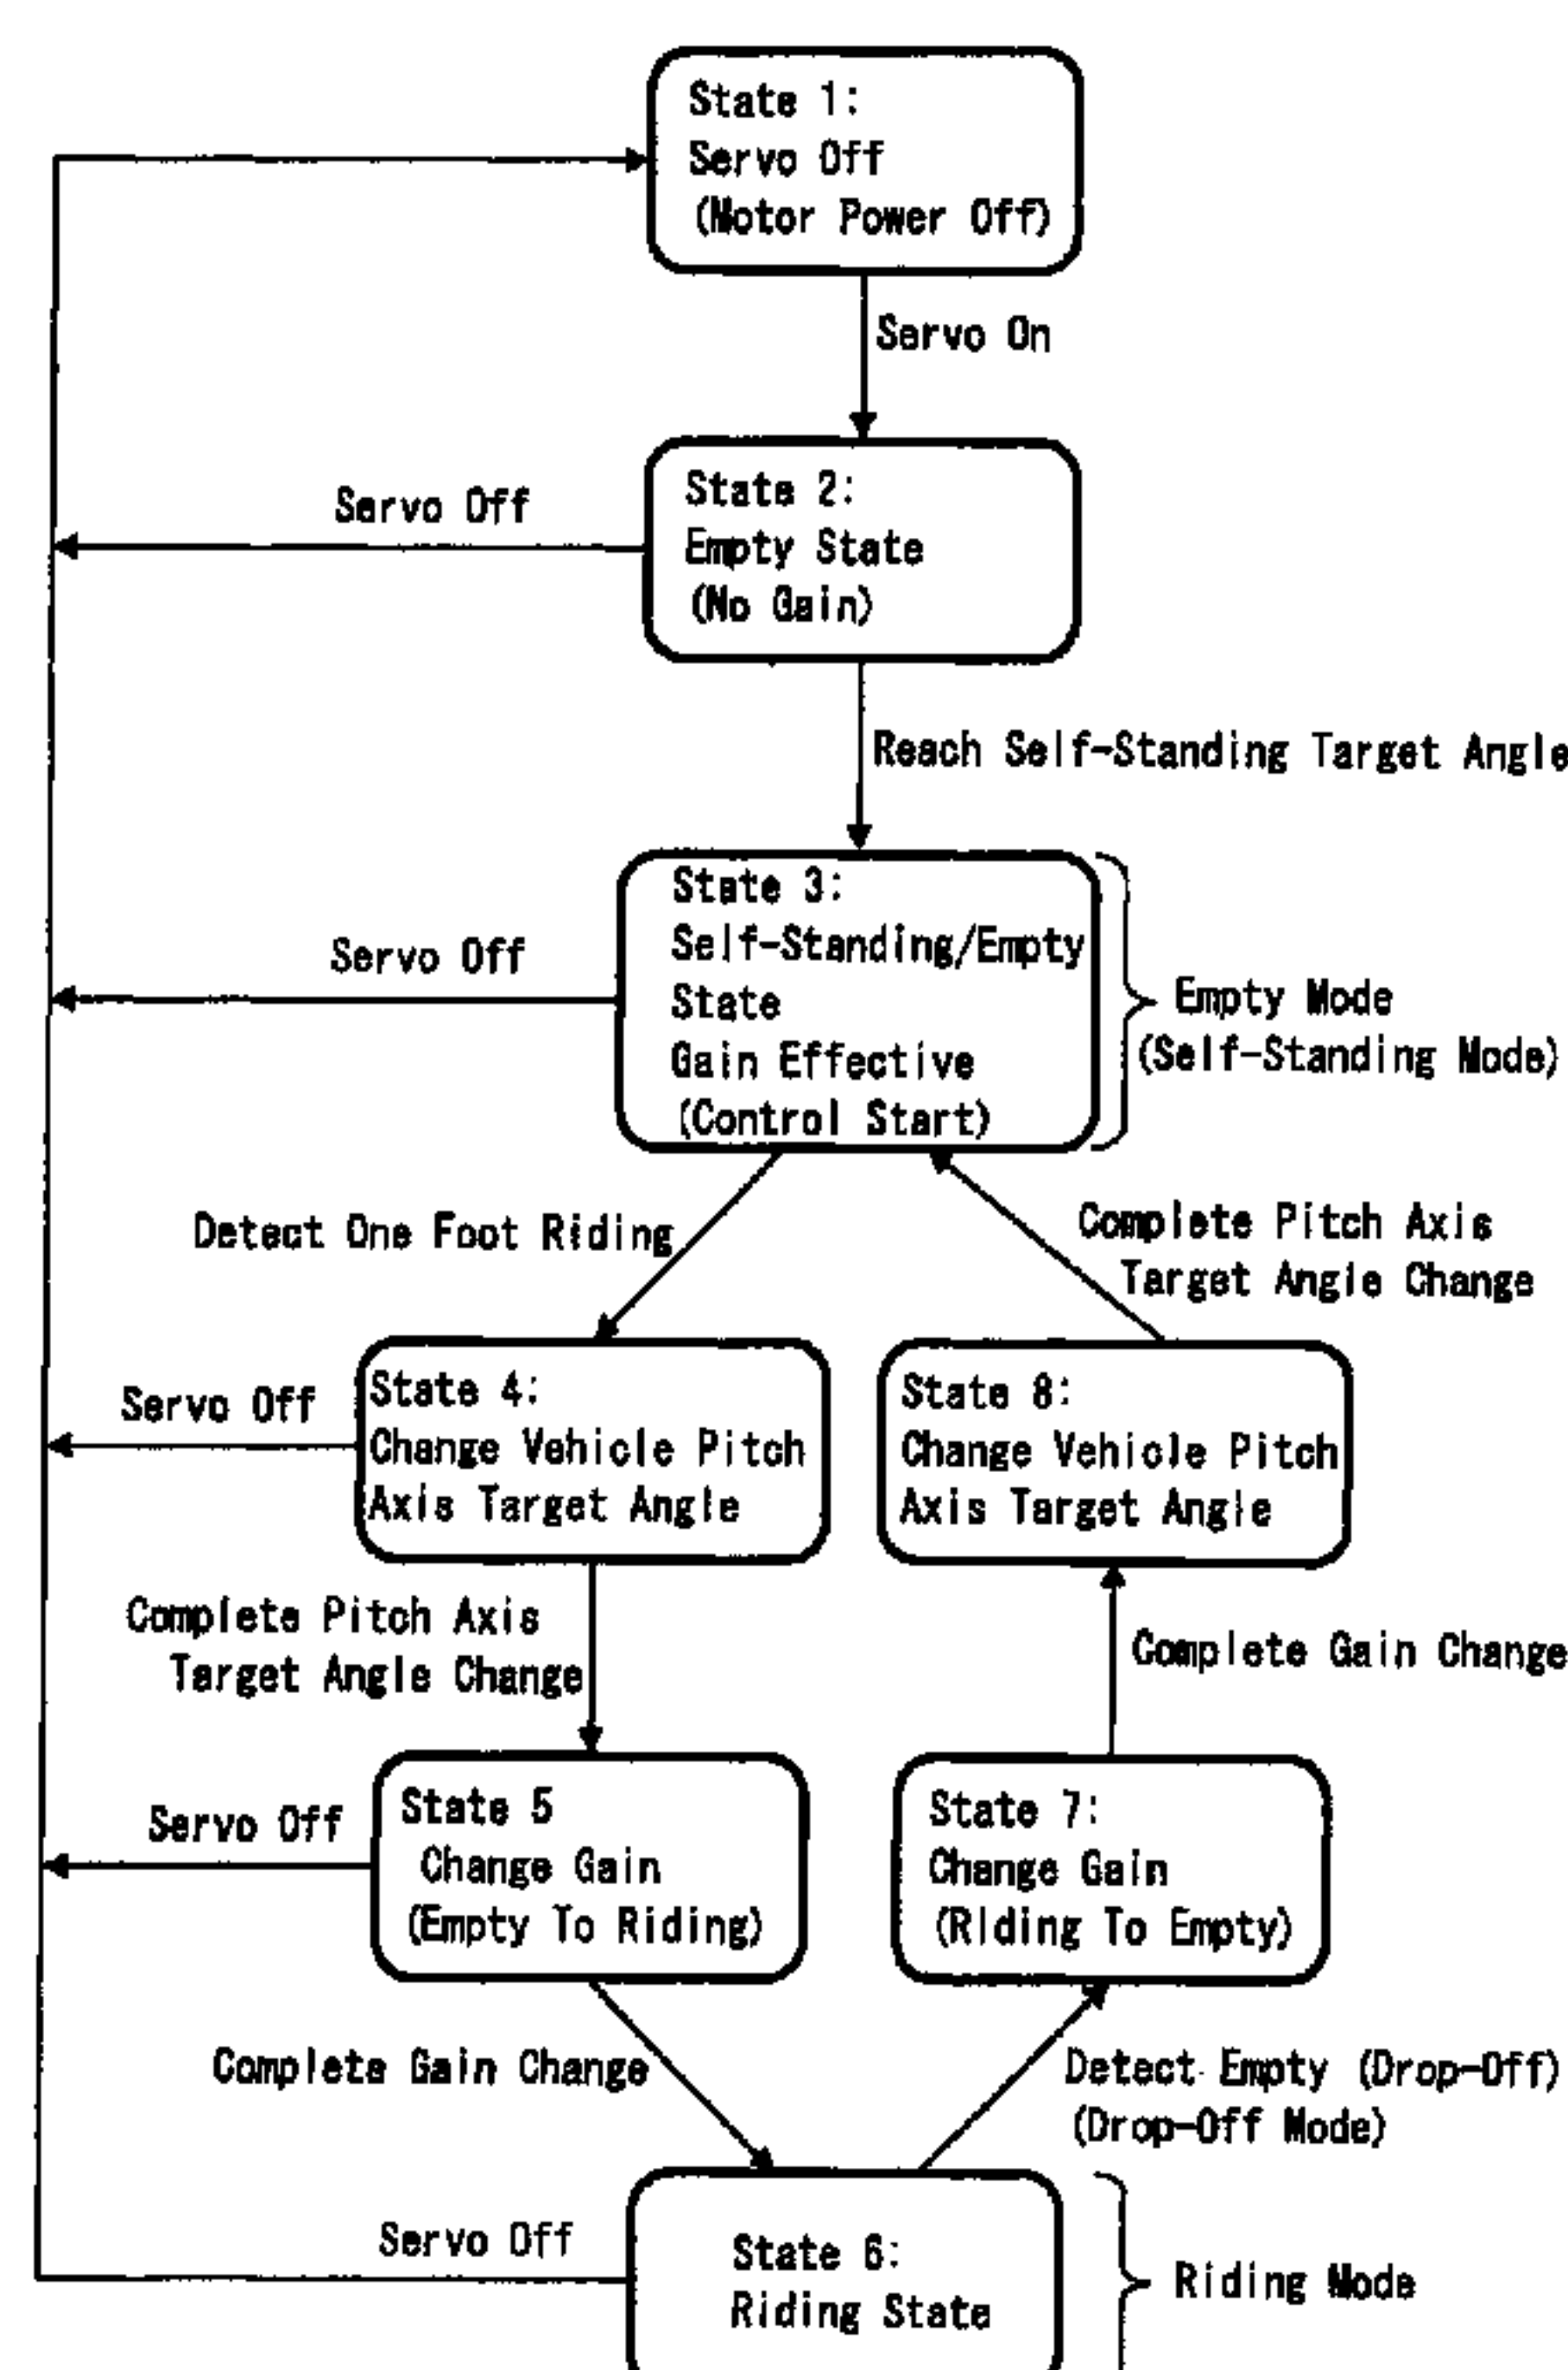 State 1:
Servo Off
(Motor Power Off)
Servo On
State 2:
Empty State
(No Gain)
Servo Off
Reach Self-Standing Target Angle
State 3:
Self-Standing/Empty
State
Gain Effective
(Control Start)
Servo Off
Empty Mode
(Self-Standing Mode)
Detect One Foot Riding
Complete Pitch Axis
Target Angle Change
State 4:
Change Vehicle Pitch
Axis Target Angle
Servo Off
State 8:
Change Vehicle Pitch
Axis Target Angle
Complete Pitch Axis
Target Angle Change
Complete Gain Change
State 5
Change Gain
(Empty To Riding)
Servo Off
State 7:
Change Gain
(Riding To Empty)
Complete Gain Change
Detect Empty (Drop-Off)
(Drop-Off Mode)
Servo Off
State 6:
Riding State
Riding Mode